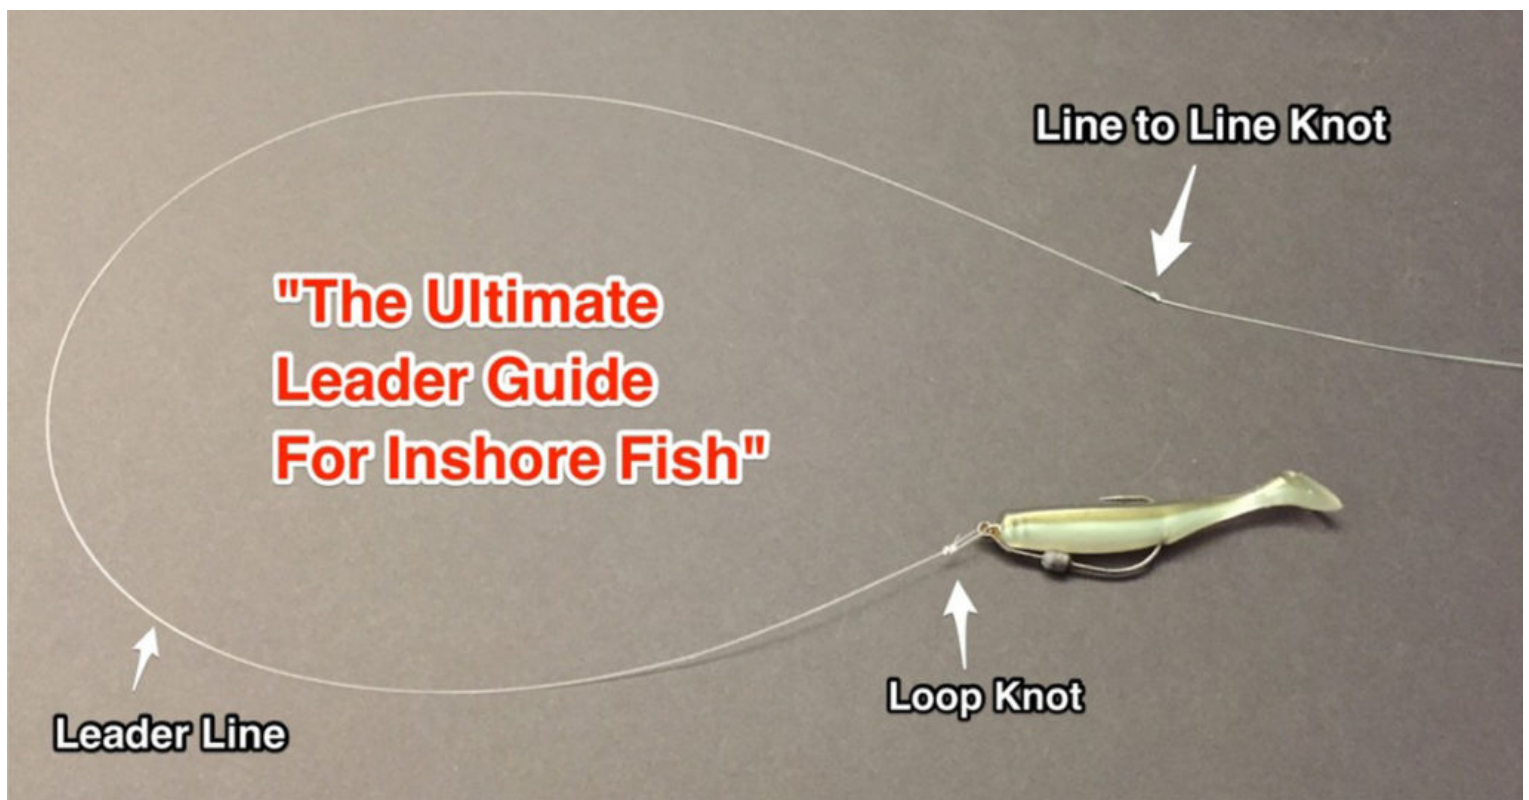 Line to Line Knot
"The Ultimate
Leader Guide
For Inshore Fish"
Loop Knot
Leader Line